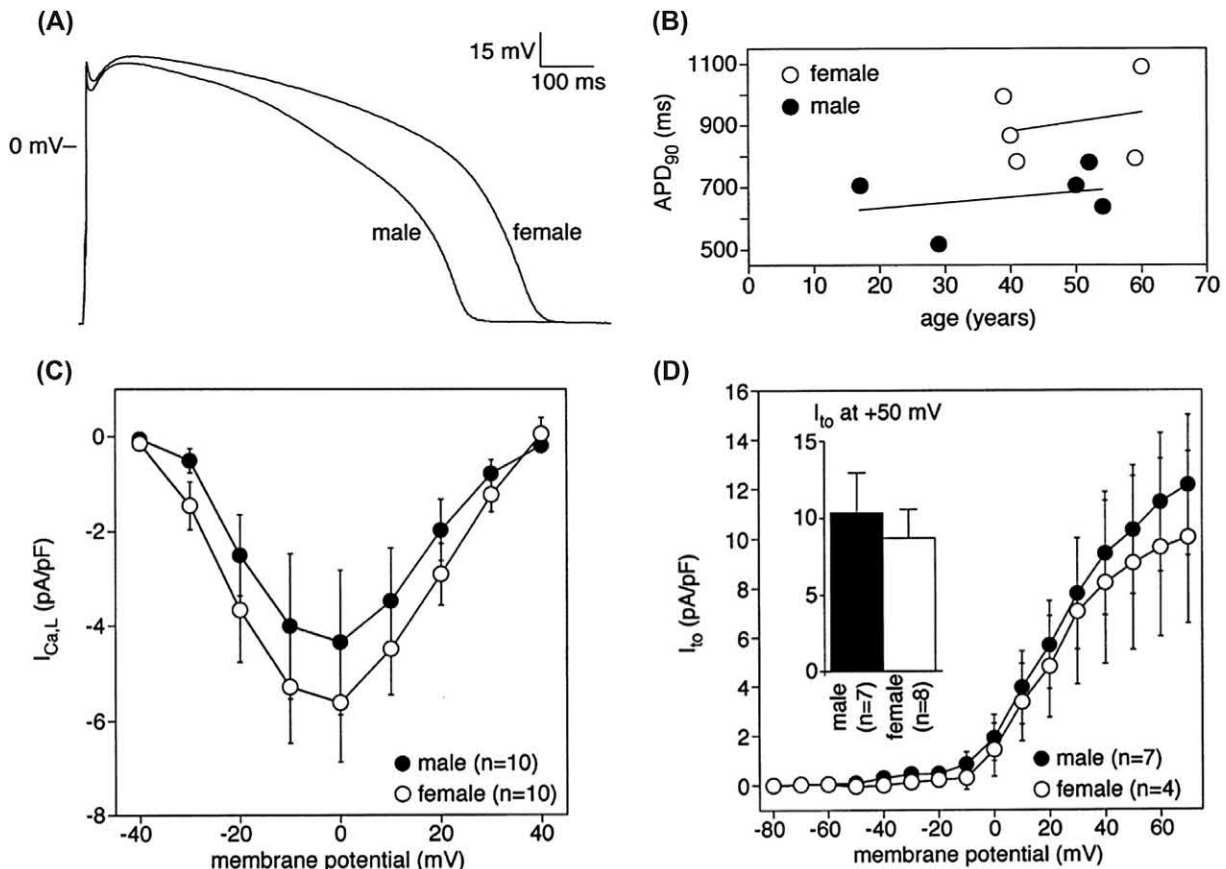 (A)
15 mV
100 ms
0 mV
male
female
(B)
female
male
APD90 (ms)
1100
900
700
500
0 10 20 30 40 50 60 70
age (years)
(C)
ICa,L (pA/pF)
0
-2
-4
-6
-8
male (n=10)
female (n=10)
-40 -20 0 20 40
membrane potential (mV)
(D)
Ito (pA/pF)
16
14
12
10
8
6
4
2
0
Ito at +50 mV
15
10
5
0
male
(n=7)
female
(n=8)
male (n=7)
female (n=4)
-80 -60 -40 -20 0 20 40 60
membrane potential (mV)